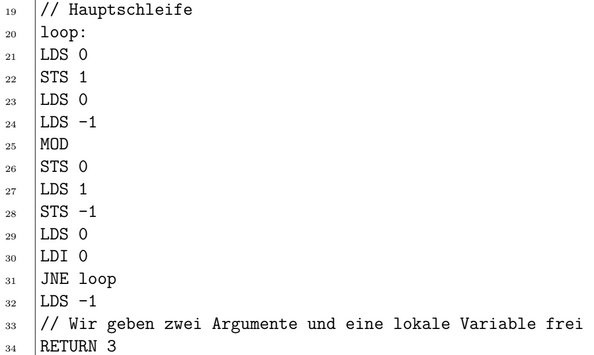 19 // Hauptschleife
20 loop:
21 LDS 0
22 STS 1
23 LDS 0
24 LDS -1
25 MOD
26 STS 0
27 LDS 1
28 STS -1
29 LDS 0
30 LDI 0
31 JNE loop
32 LDS -1
33 // Wir geben zwei Argumente und eine lokale Variable frei
34 RETURN 3